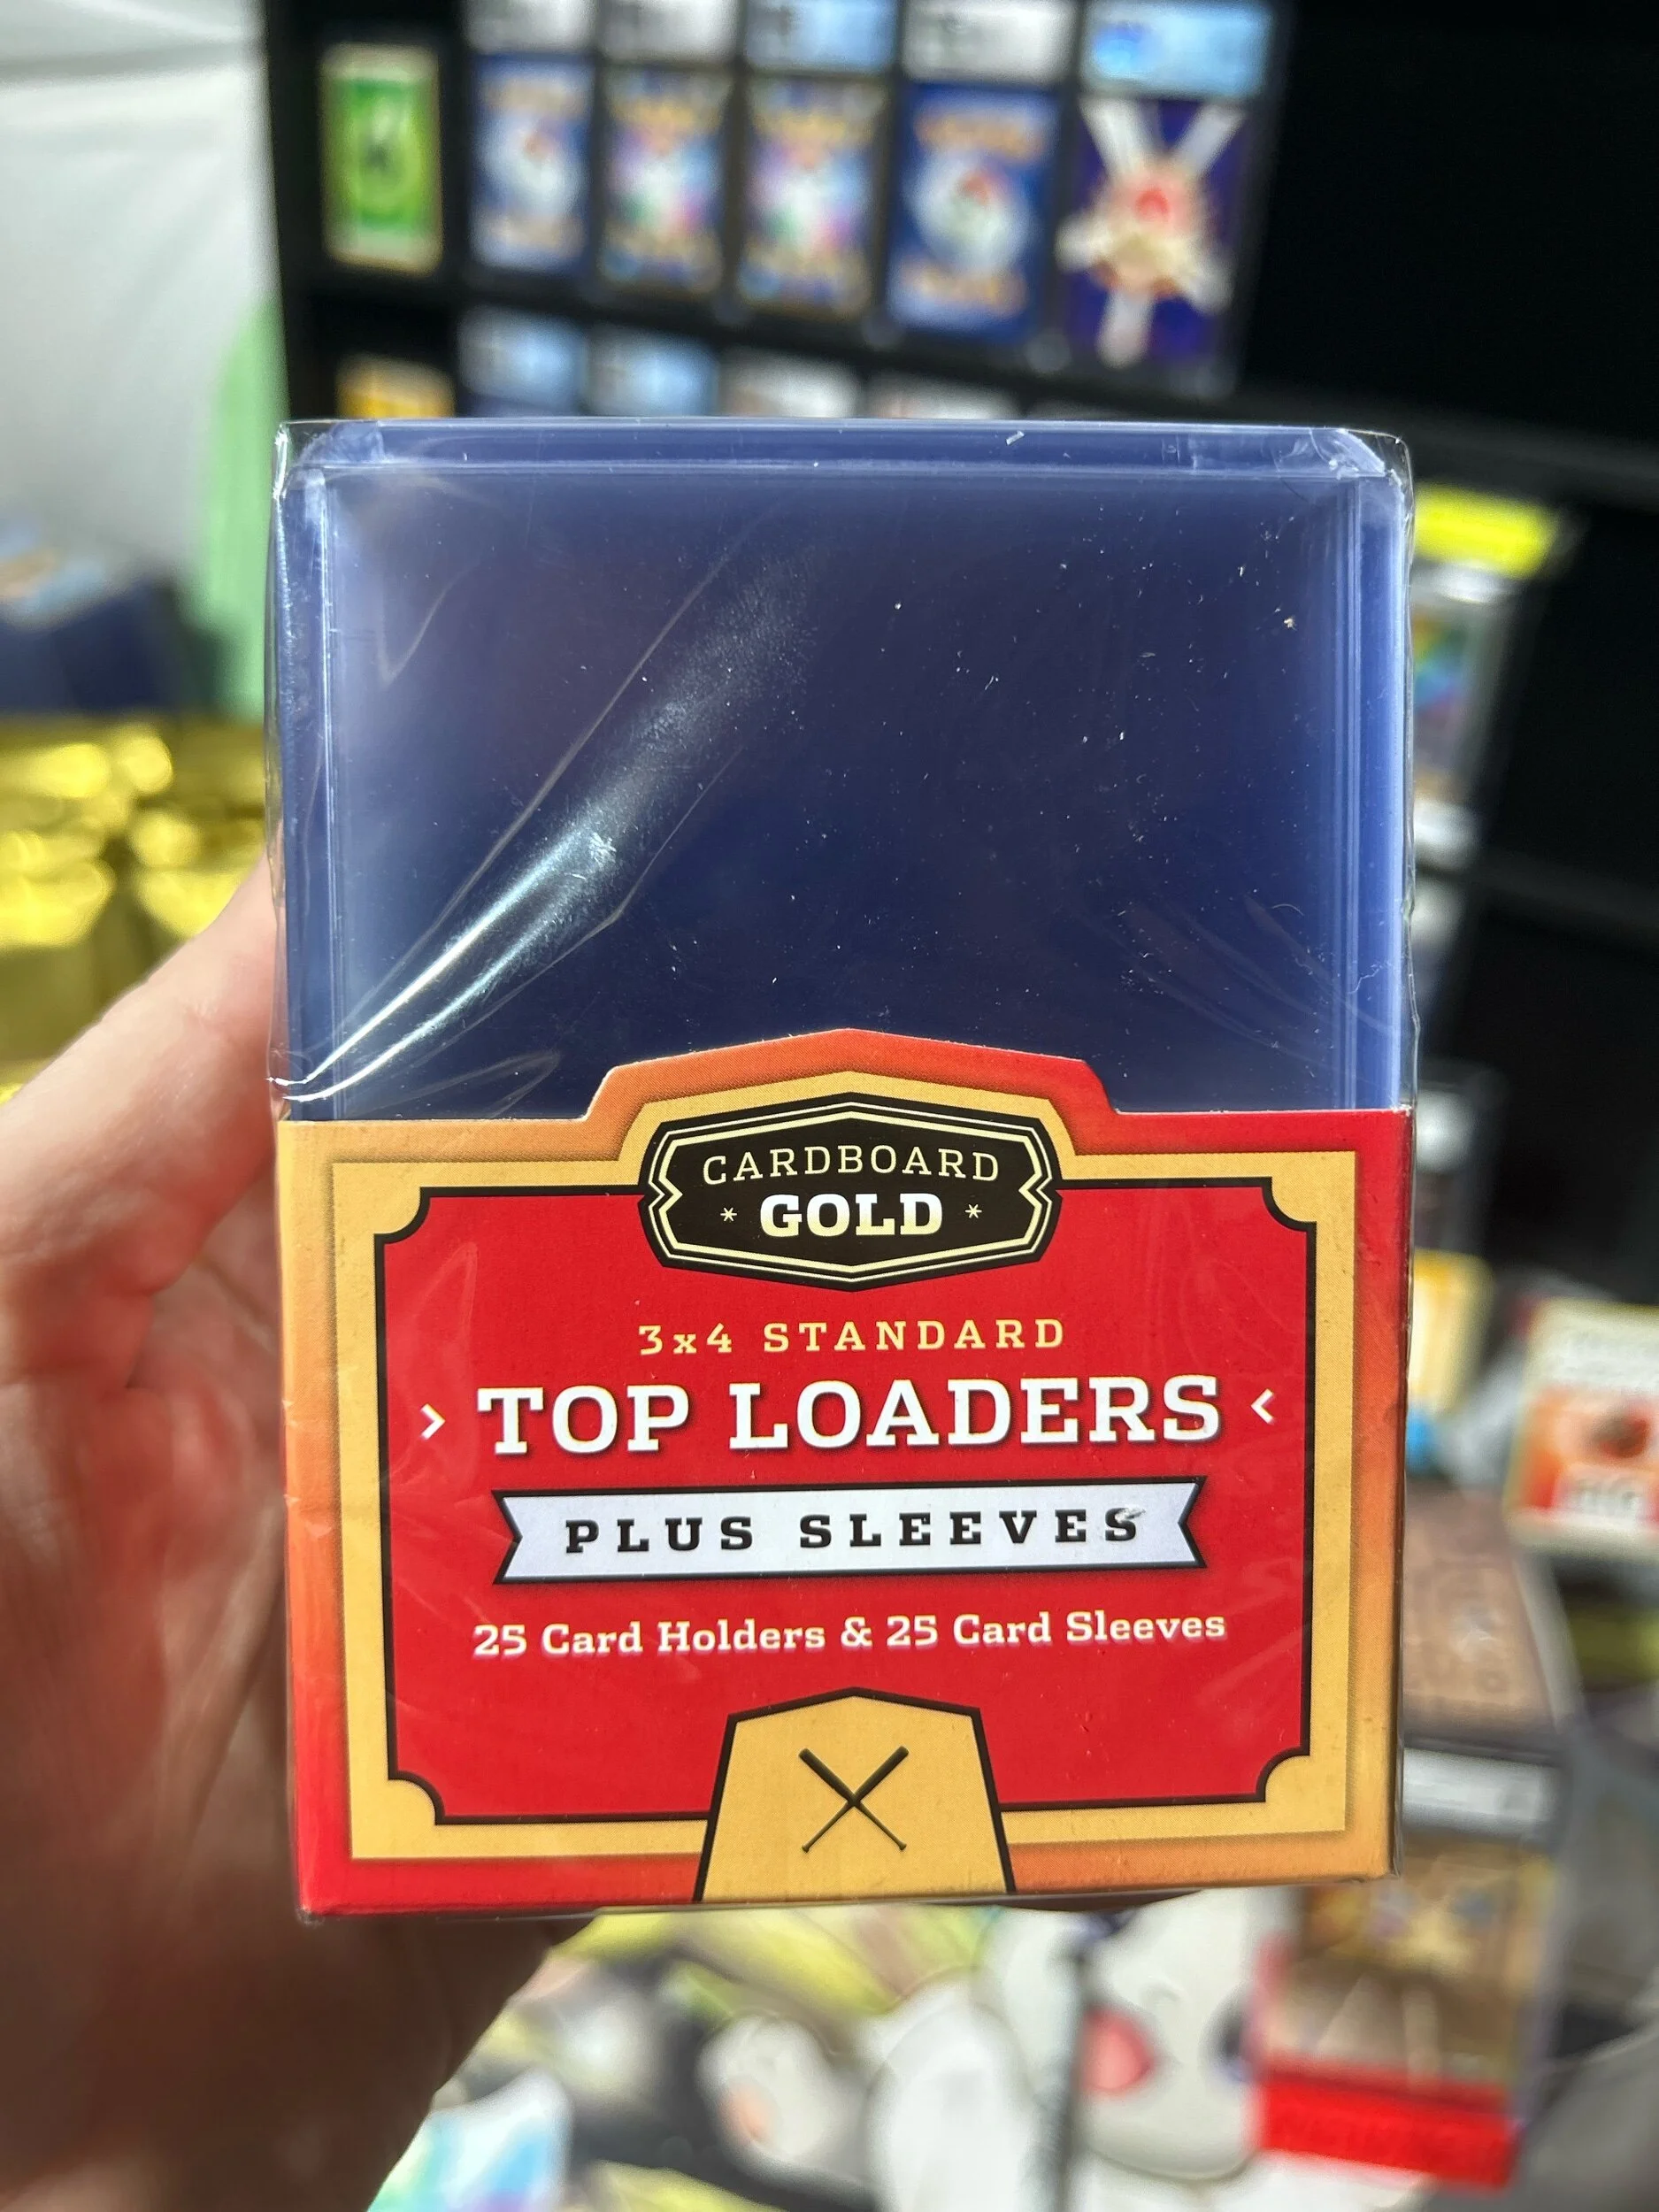 CARDBOARD
* GOLD *
3x4 STANDARD
> TOP LOADERS <
PLUS SLEEVES
25 Card Holders & 25 Card Sleeves